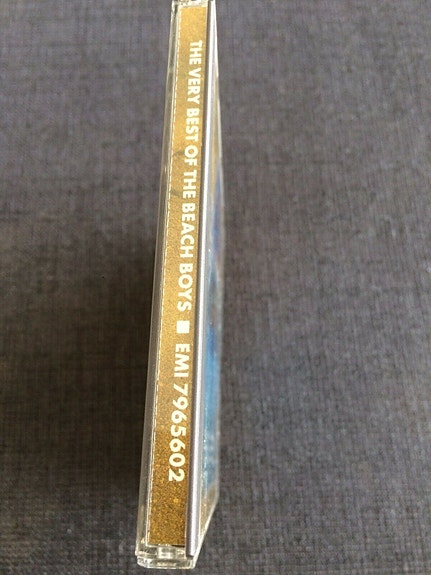 THE VERY BEST OF THE BEACH BOYS ■ EMI 7965602